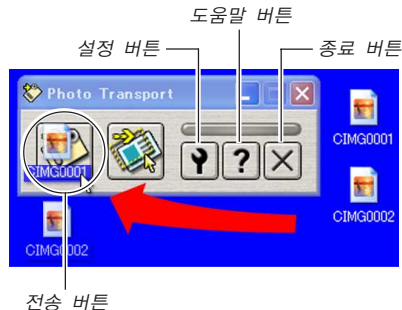 도움말 버튼
설정 버튼
종료 버튼
Photo Transport
CIMG0001
CIMG0001
CIMG0002
CIMG0002
전송 버튼